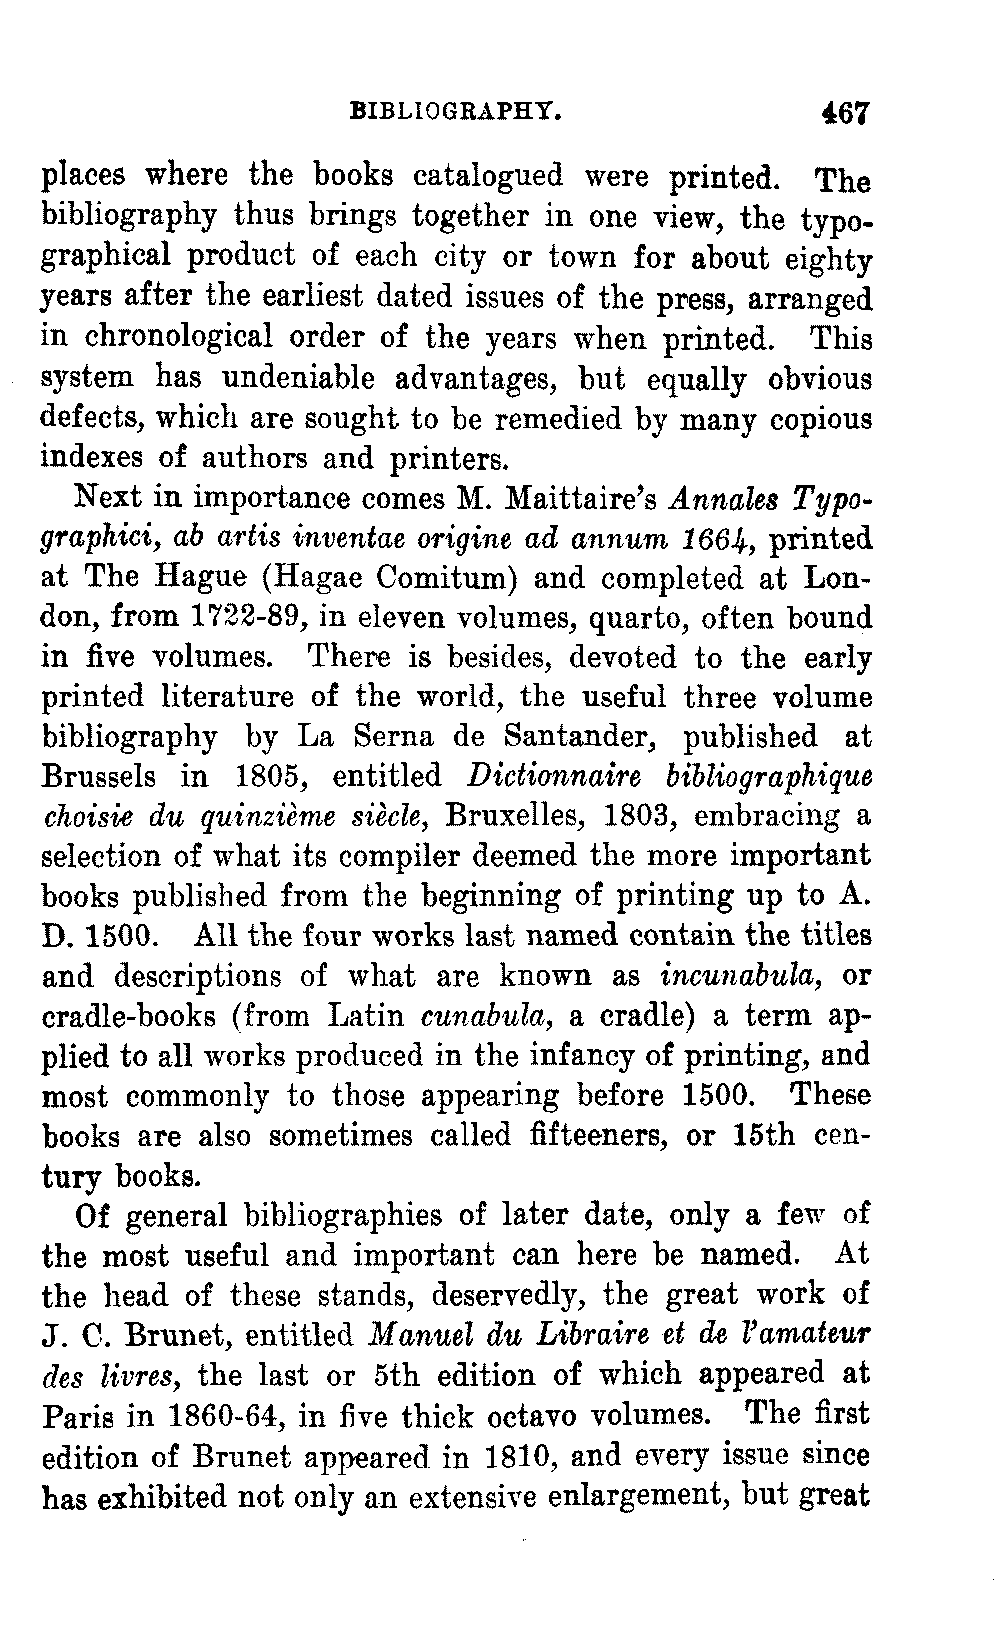 BIBLIOGRAPHY. 467
places where the books catalogued were printed. The
bibliography thus brings together in one view, the typo-
graphical product of each city or town for about eighty
years after the earliest dated issues of the press, arranged
in chronological order of the years when printed. This
system has undeniable advantages, but equally obvious
defects, which are sought to be remedied by many copious
indexes of authors and printers.
Next in importance comes M. Maittaire's Annales Typo-
graphici, ab artis inventae origine ad annum 1664, printed
at The Hague (Hagae Comitum) and completed at Lon-
don, from 1722-89, in eleven volumes, quarto, often bound
in five volumes. There is besides, devoted to the early
printed literature of the world, the useful three volume
bibliography by La Serna de Santander, published at
Brussels in 1805, entitled Dictionnaire bibliographique
choisie du quinzième siècle, Bruxelles, 1803, embracing a
selection of what its compiler deemed the more important
books published from the beginning of printing up to A.
D. 1500. All the four works last named contain the titles
and descriptions of what are known as incunabula, or
cradle-books (from Latin cunabula, a cradle) a term ap-
plied to all works produced in the infancy of printing, and
most commonly to those appearing before 1500. These
books are also sometimes called fifteeners, or 15th cen-
tury books.
Of general bibliographies of later date, only a few of
the most useful and important can here be named. At
the head of these stands, deservedly, the great work of
J. C. Brunet, entitled Manuel du Libraire et de l'amateur
des livres, the last or 5th edition of which appeared at
Paris in 1860-64, in five thick octavo volumes. The first
edition of Brunet appeared in 1810, and every issue since
has exhibited not only an extensive enlargement, but great